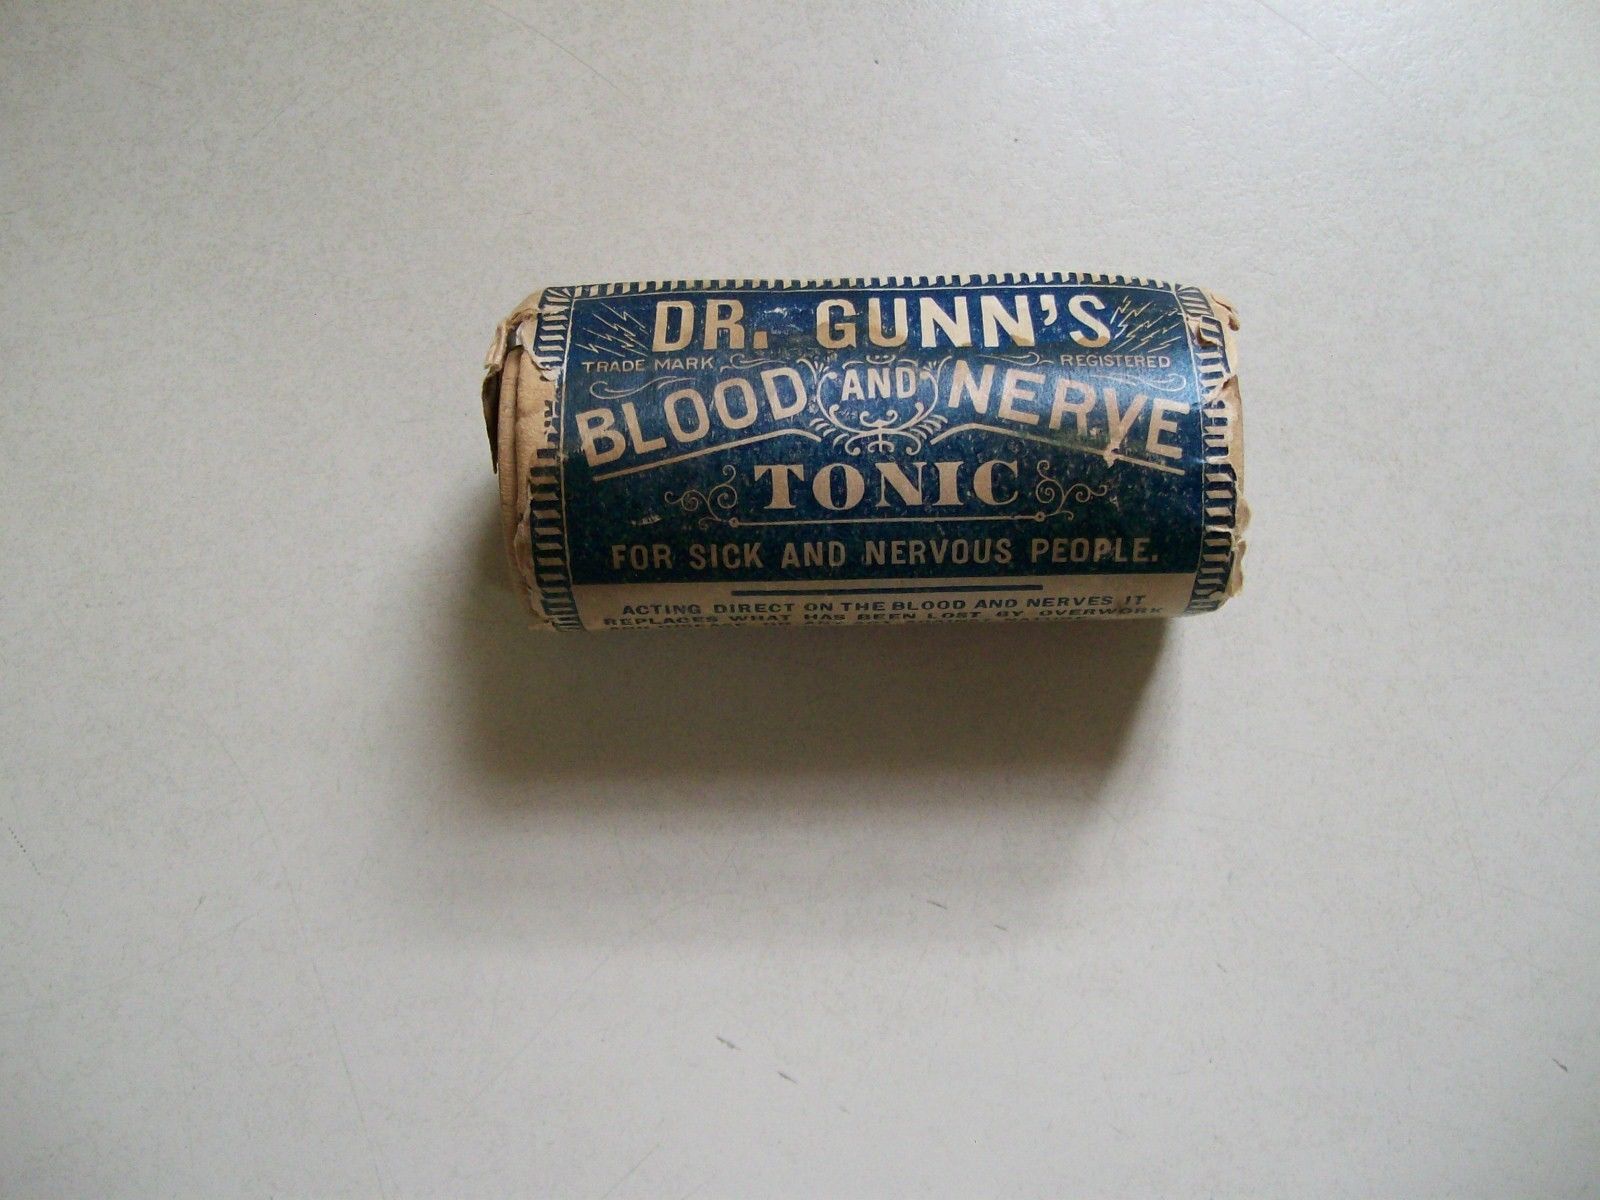 DR. GUNN'S
TRADE MARK REGISTERED
BLOOD AND NERVE
TONIC
FOR SICK AND NERVOUS PEOPLE.
ACTING DIRECT ON THE BLOOD AND NERVES IT
REPLACES WHAT HAS BEEN LOST BY OVERWORK